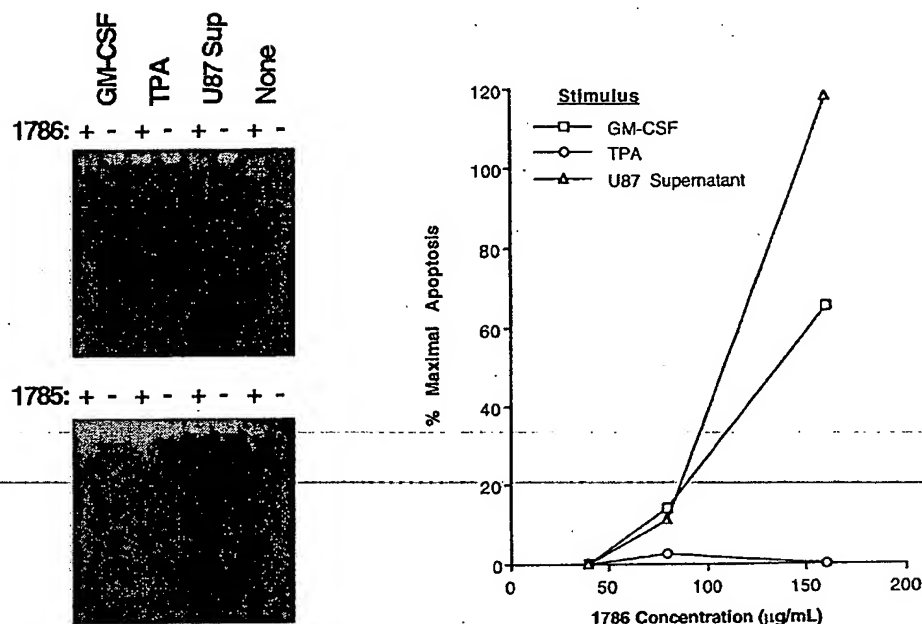 GM-CSF
TPA
U87 Sup
None
1786: + - + - + - + -
1785: + - + - + - + -
% Maximal Apoptosis
120
100
80
60
40
20
0
Stimulus
GM-CSF
TPA
U87 Supernatant
0 50 100 150 200
1786 Concentration (µg/mL)